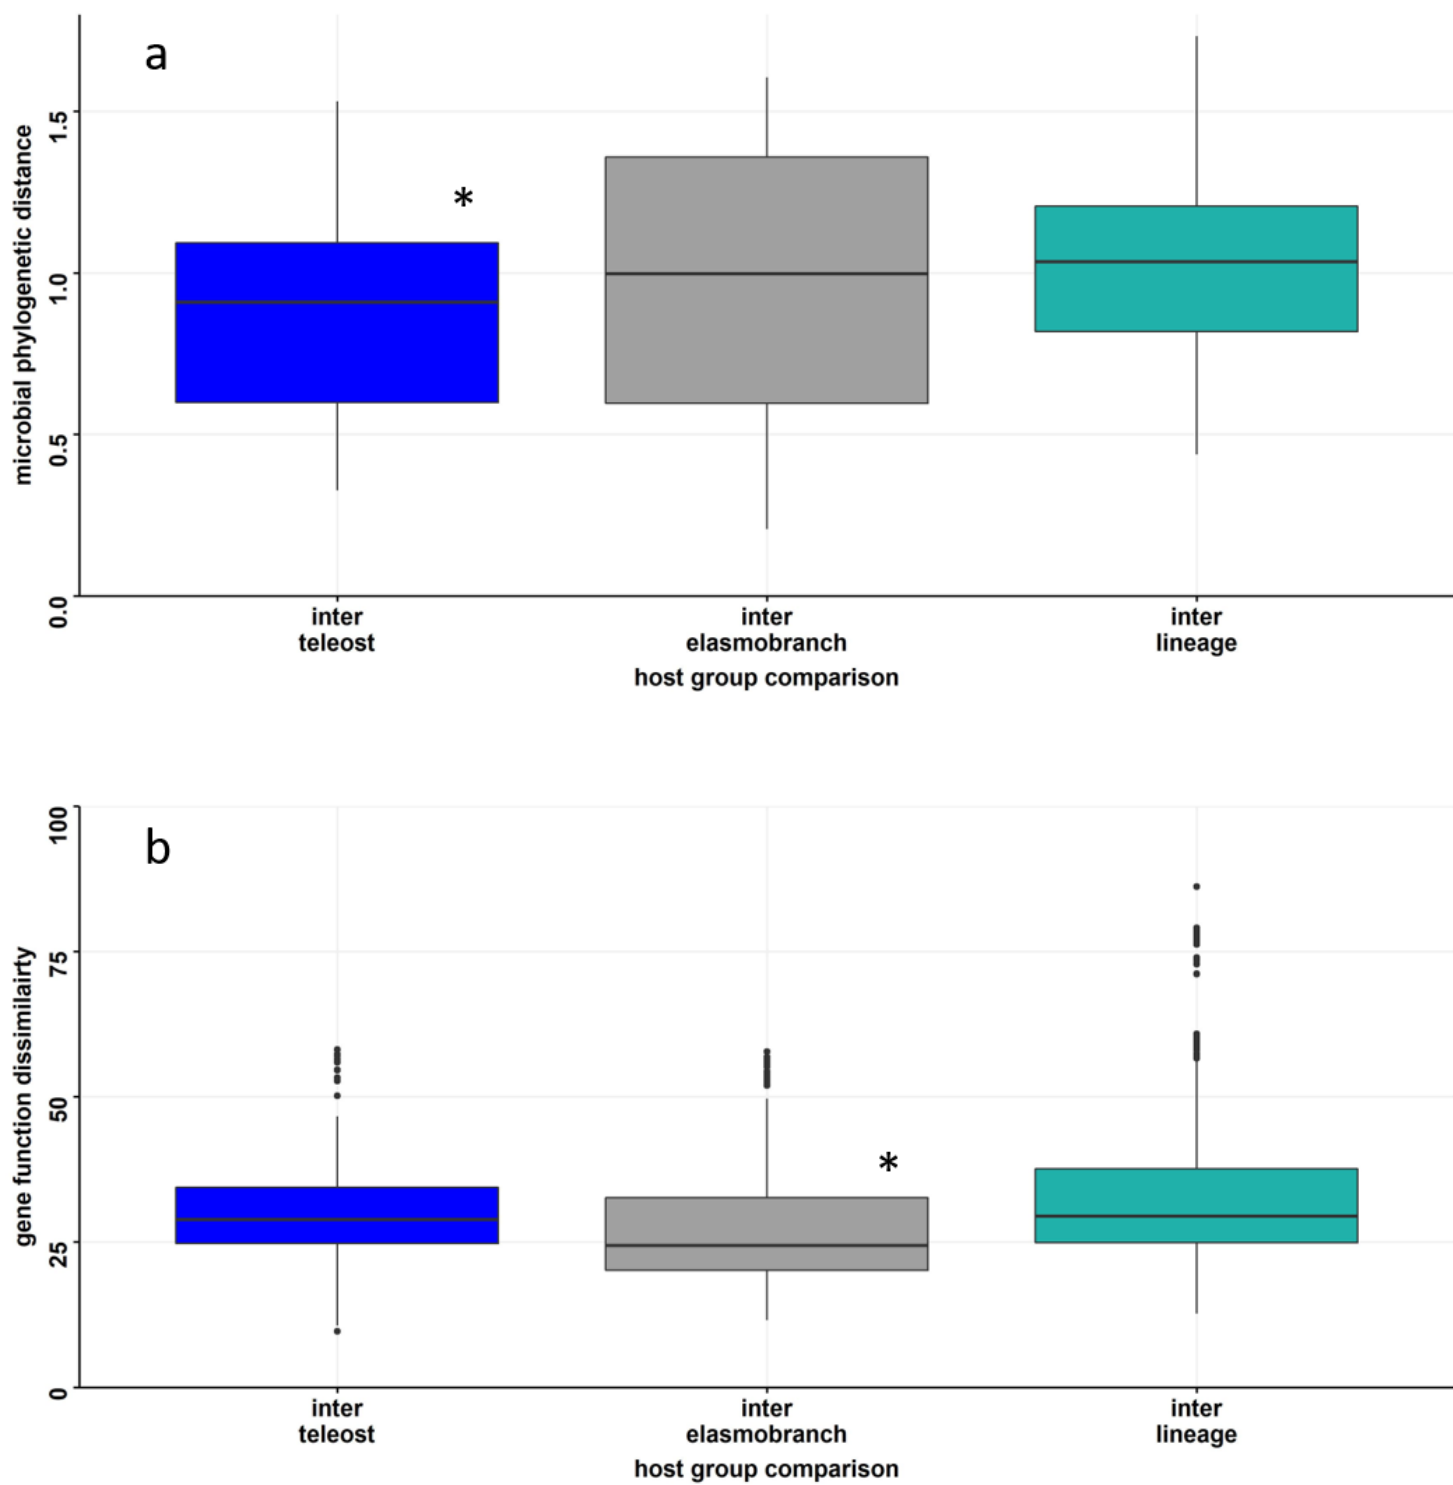 a
microbial phylogenetic distance
1.5
1.0
0.5
0.0
*
inter
teleost
inter
elasmobranch
inter
lineage
host group comparison
b
gene function dissimilairty
100
75
50
25
0
*
inter
teleost
inter
elasmobranch
inter
lineage
host group comparison